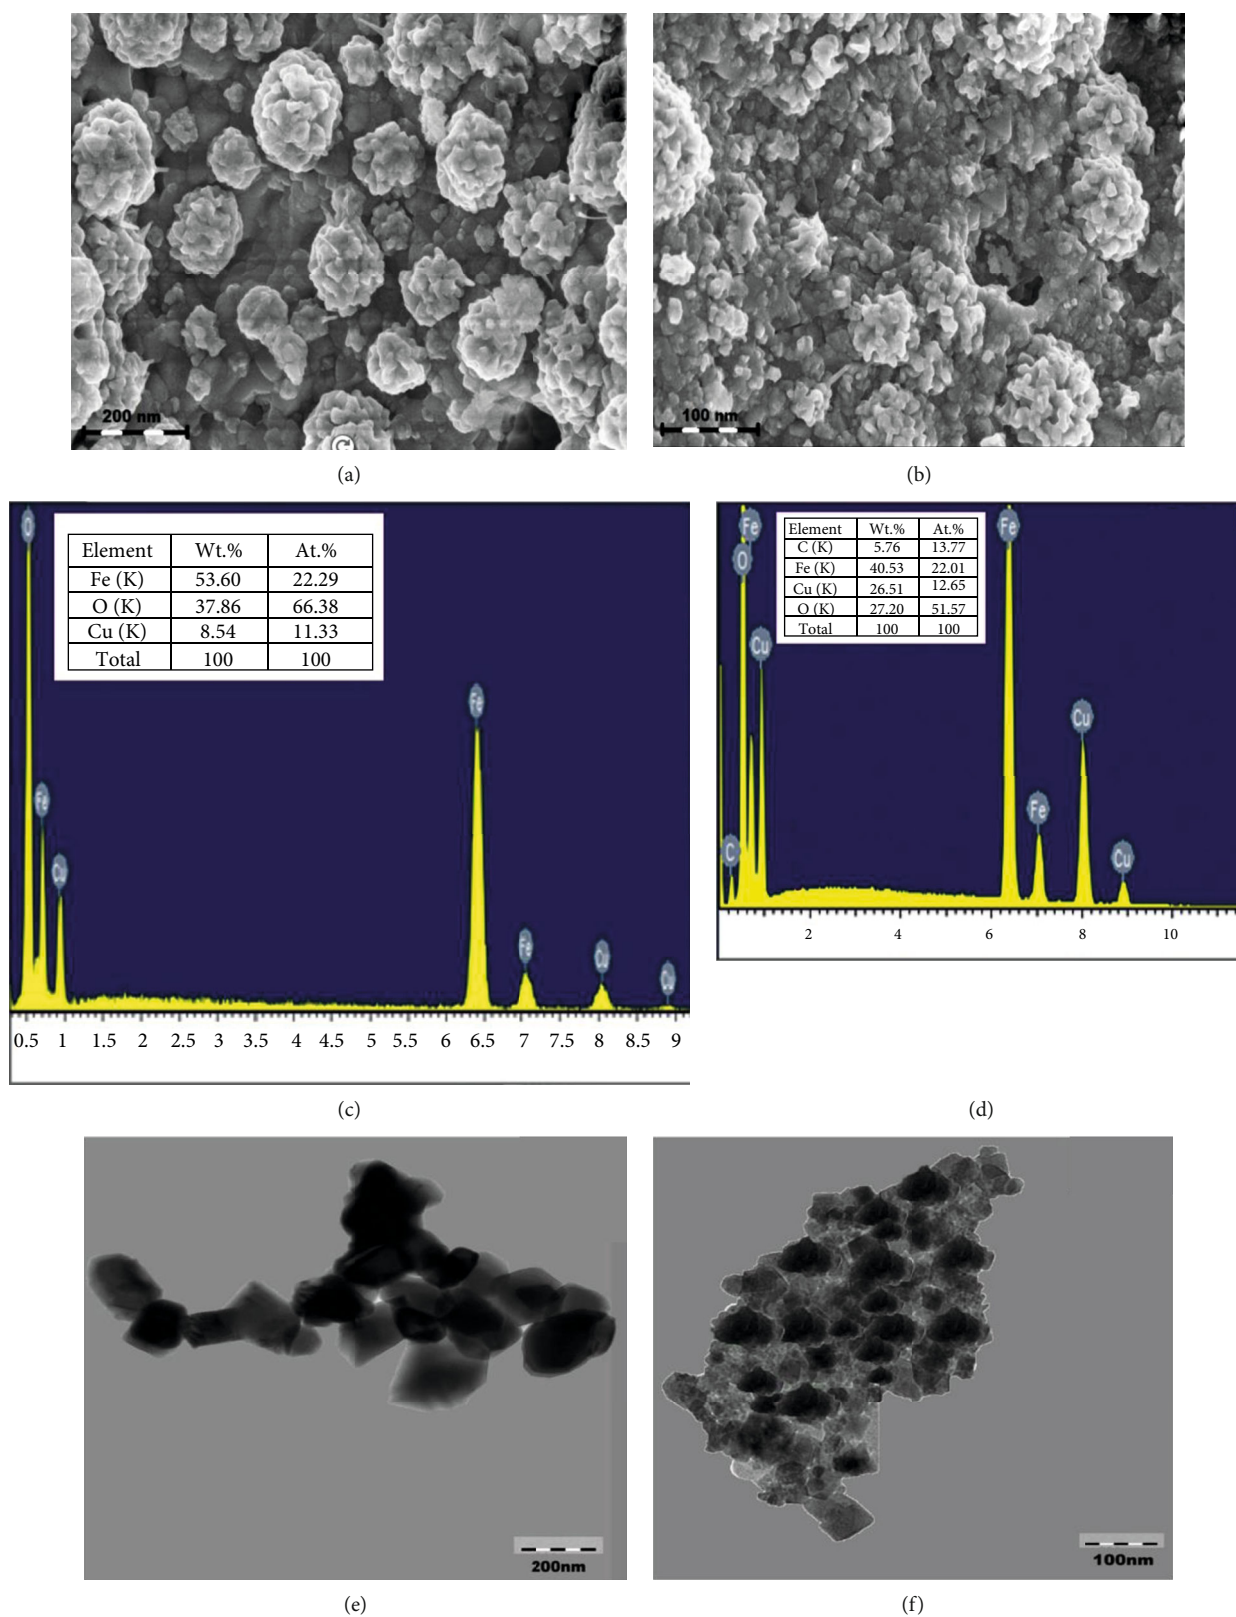 200 nm
100 nm
(a)
(b)
O
Fe
Cu
Fe
Fe
Cu
Cu
Element Wt.% At.%
Fe (K) 53.60 22.29
O (K) 37.86 66.38
Cu (K) 8.54 11.33
Total 100 100
0.5 1 1.5 2 2.5 3 3.5 4 4.5 5 5.5 6 6.5 7 7.5 8 8.5 9
(c)
Fe
O
Cu
C
Fe
Fe
Cu
Cu
Element Wt.% At.%
C (K) 5.76 13.77
Fe (K) 40.53 22.01
Cu (K) 26.51 12.65
O (K) 27.20 51.57
Total 100 100
2 4 6 8 10
(d)
200nm
100nm
(e)
(f)